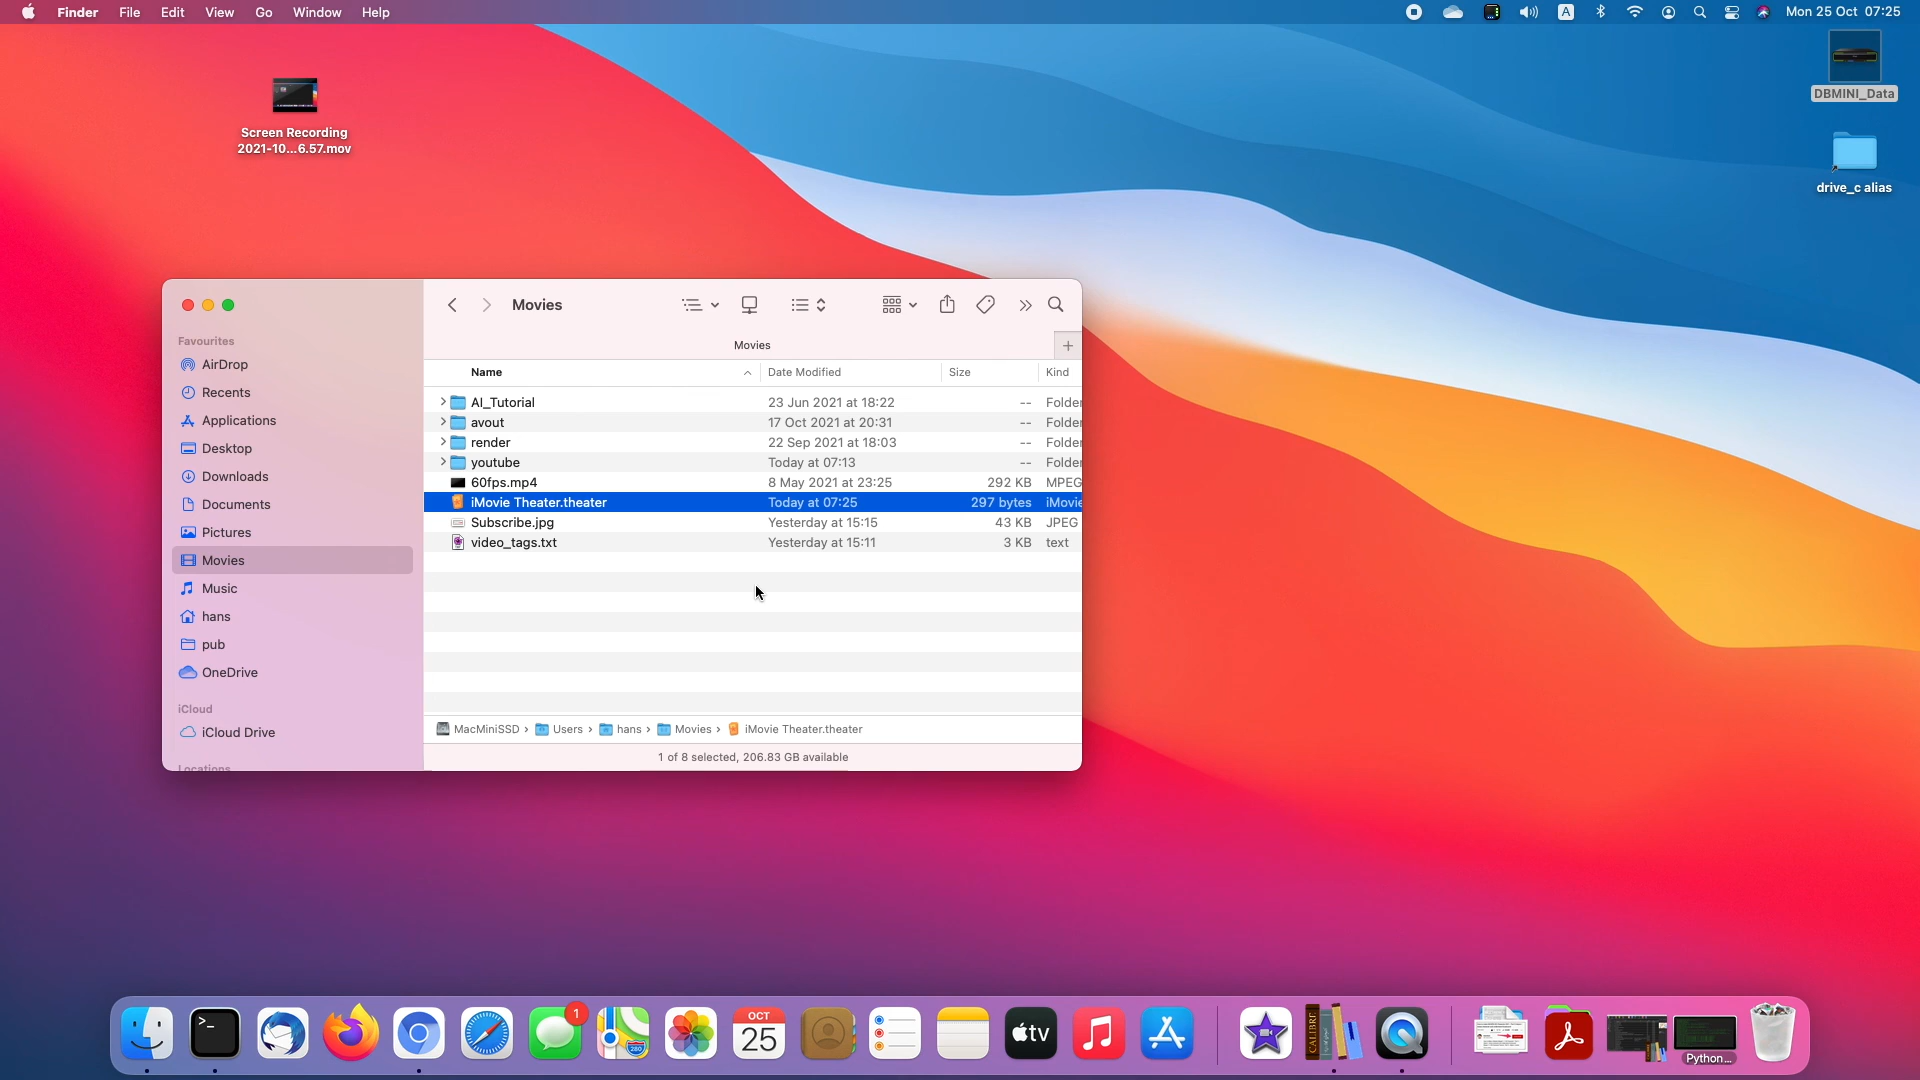 Finder File Edit View Go Window Help
A Mon 25 Oct 07:25
Screen Recording
2021-10...6.57.mov
DBMINI_Data
drive_c alias
Movies
Movies
Favourites
AirDrop
Recents
Applications
Desktop
Downloads
Documents
Pictures
Movies
Music
hans
pub
OneDrive
iCloud
iCloud Drive
Locations
Name Date Modified Size Kind
AI_Tutorial 23 Jun 2021 at 18:22 -- Folder
avout 17 Oct 2021 at 20:31 -- Folder
render 22 Sep 2021 at 18:03 -- Folder
youtube Today at 07:13 -- Folder
60fps.mp4 8 May 2021 at 23:25 292 KB MPEG
iMovie Theater.theater Today at 07:25 297 bytes iMovie
Subscribe.jpg Yesterday at 15:15 43 KB JPEG
video_tags.txt Yesterday at 15:11 3 KB text
MacMiniSSD › Users › hans › Movies › iMovie Theater.theater
1 of 8 selected, 206.83 GB available
>_
1
280
OCT
25
tv
CALIBRE
Python...